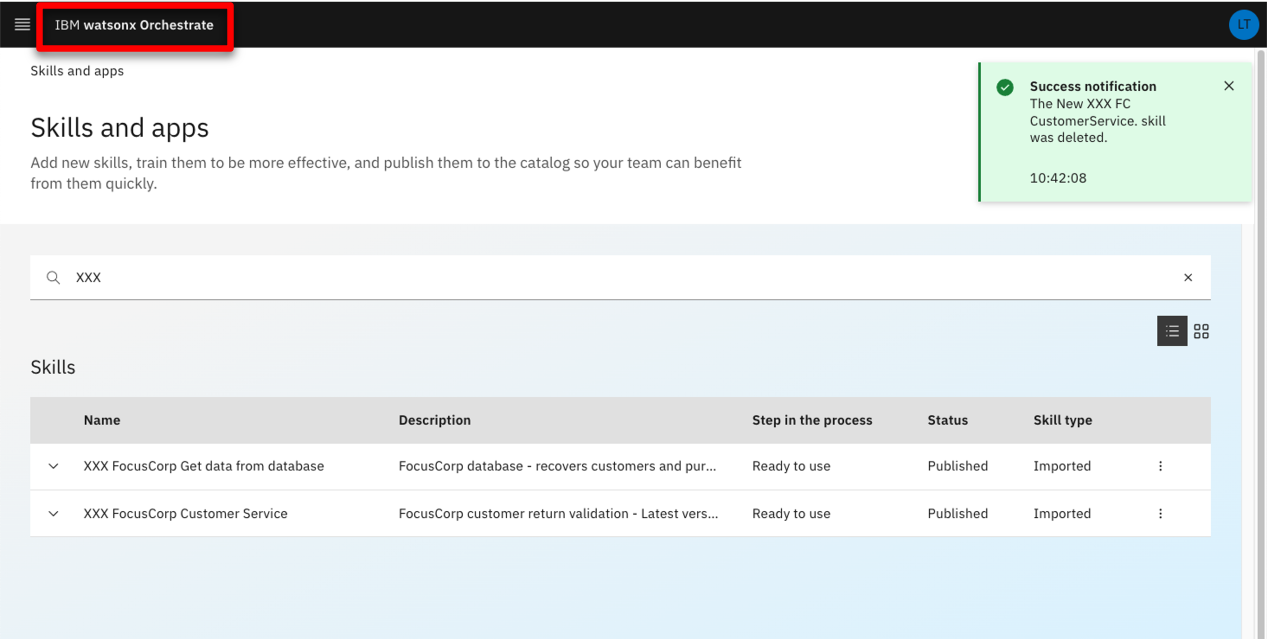 IBM watsonx Orchestrate
LT
Skills and apps
Success notification
The New XXX FC
CustomerService. skill
was deleted.
10:42:08
Skills and apps
Add new skills, train them to be more effective, and publish them to the catalog so your team can benefit
from them quickly.
XXX
Skills
Name Description Step in the process Status Skill type
XXX FocusCorp Get data from database FocusCorp database - recovers customers and pur... Ready to use Published Imported
XXX FocusCorp Customer Service FocusCorp customer return validation - Latest vers... Ready to use Published Imported